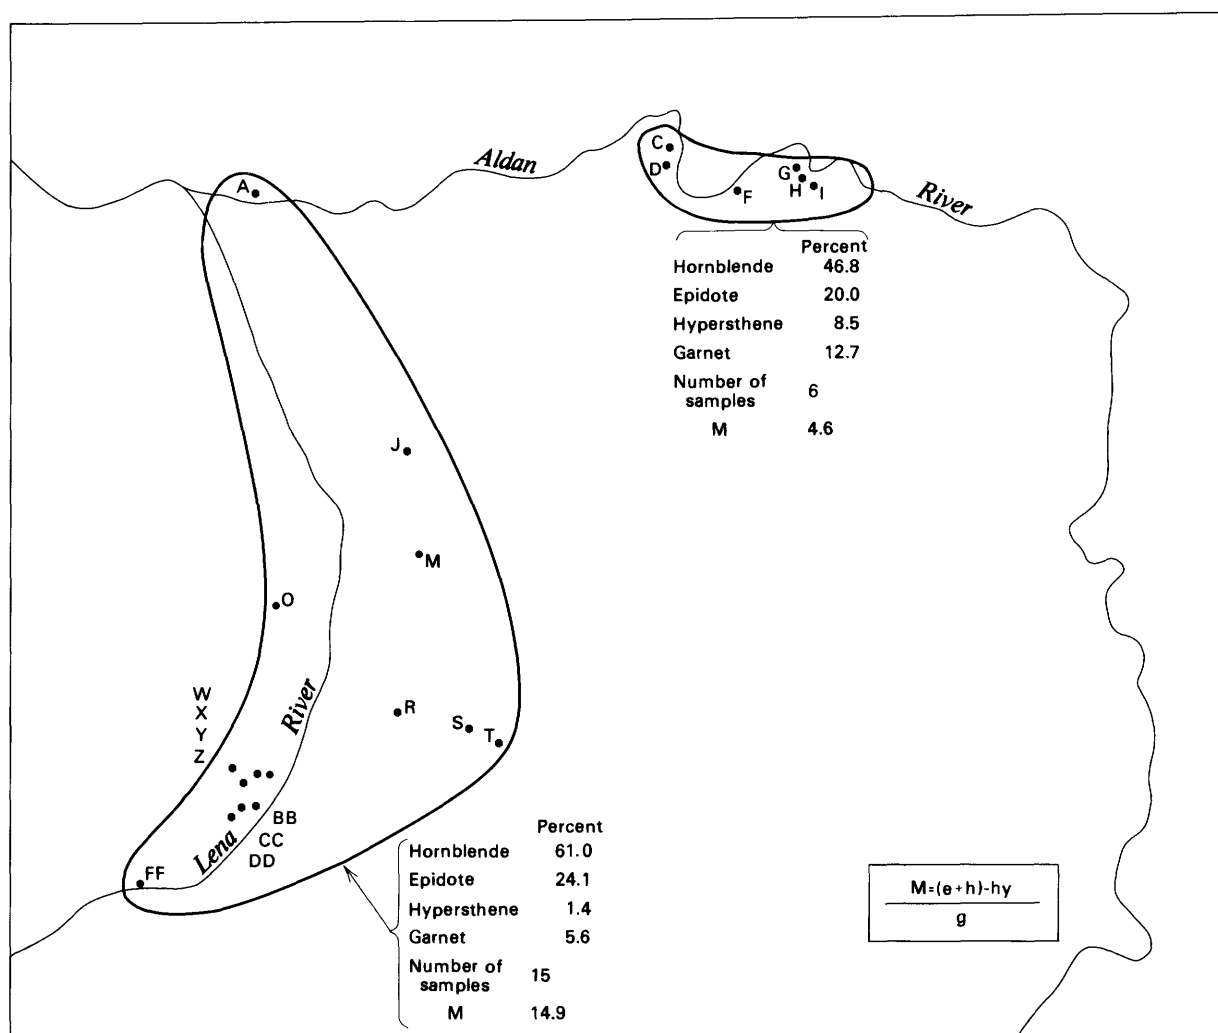 Aldan
River
A
C
D
F
G
H
I
Percent
Hornblende 46.8
Epidote 20.0
Hypersthene 8.5
Garnet 12.7
Number of
samples 6
M 4.6
J
M
O
River
W
X
Y
Z
R
S
T
BB
CC
DD
Lena
FF
Percent
Hornblende 61.0
Epidote 24.1
Hypersthene 1.4
Garnet 5.6
Number of
samples 15
M 14.9
M=(e+h)-hy
g